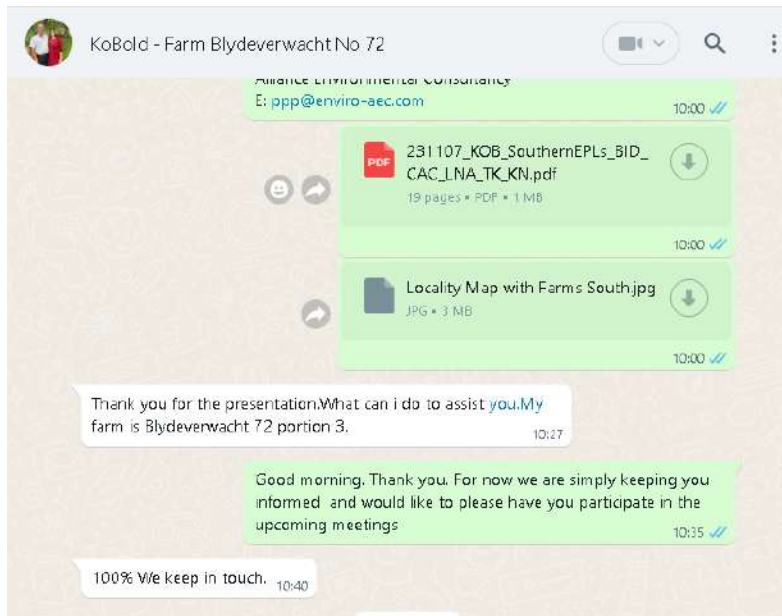 KoBold - Farm Blydeverwacht No 72
Alliance Environmental Consultancy
E: ppp@enviro-aec.com
10:00
PDF
231107_KOB_SouthernEPLs_BID_
CAC_LNA_TK_KN.pdf
19 pages • PDF • 1 MB
10:00
Locality Map with Farms South.jpg
JPG • 3 MB
10:00
Thank you for the presentation.What can i do to assist you.My
farm is Blydeverwacht 72 portion 3.
10:27
Good morning. Thank you. For now we are simply keeping you
informed and would like to please have you participate in the
upcoming meetings
10:35
100% We keep in touch. 10:40